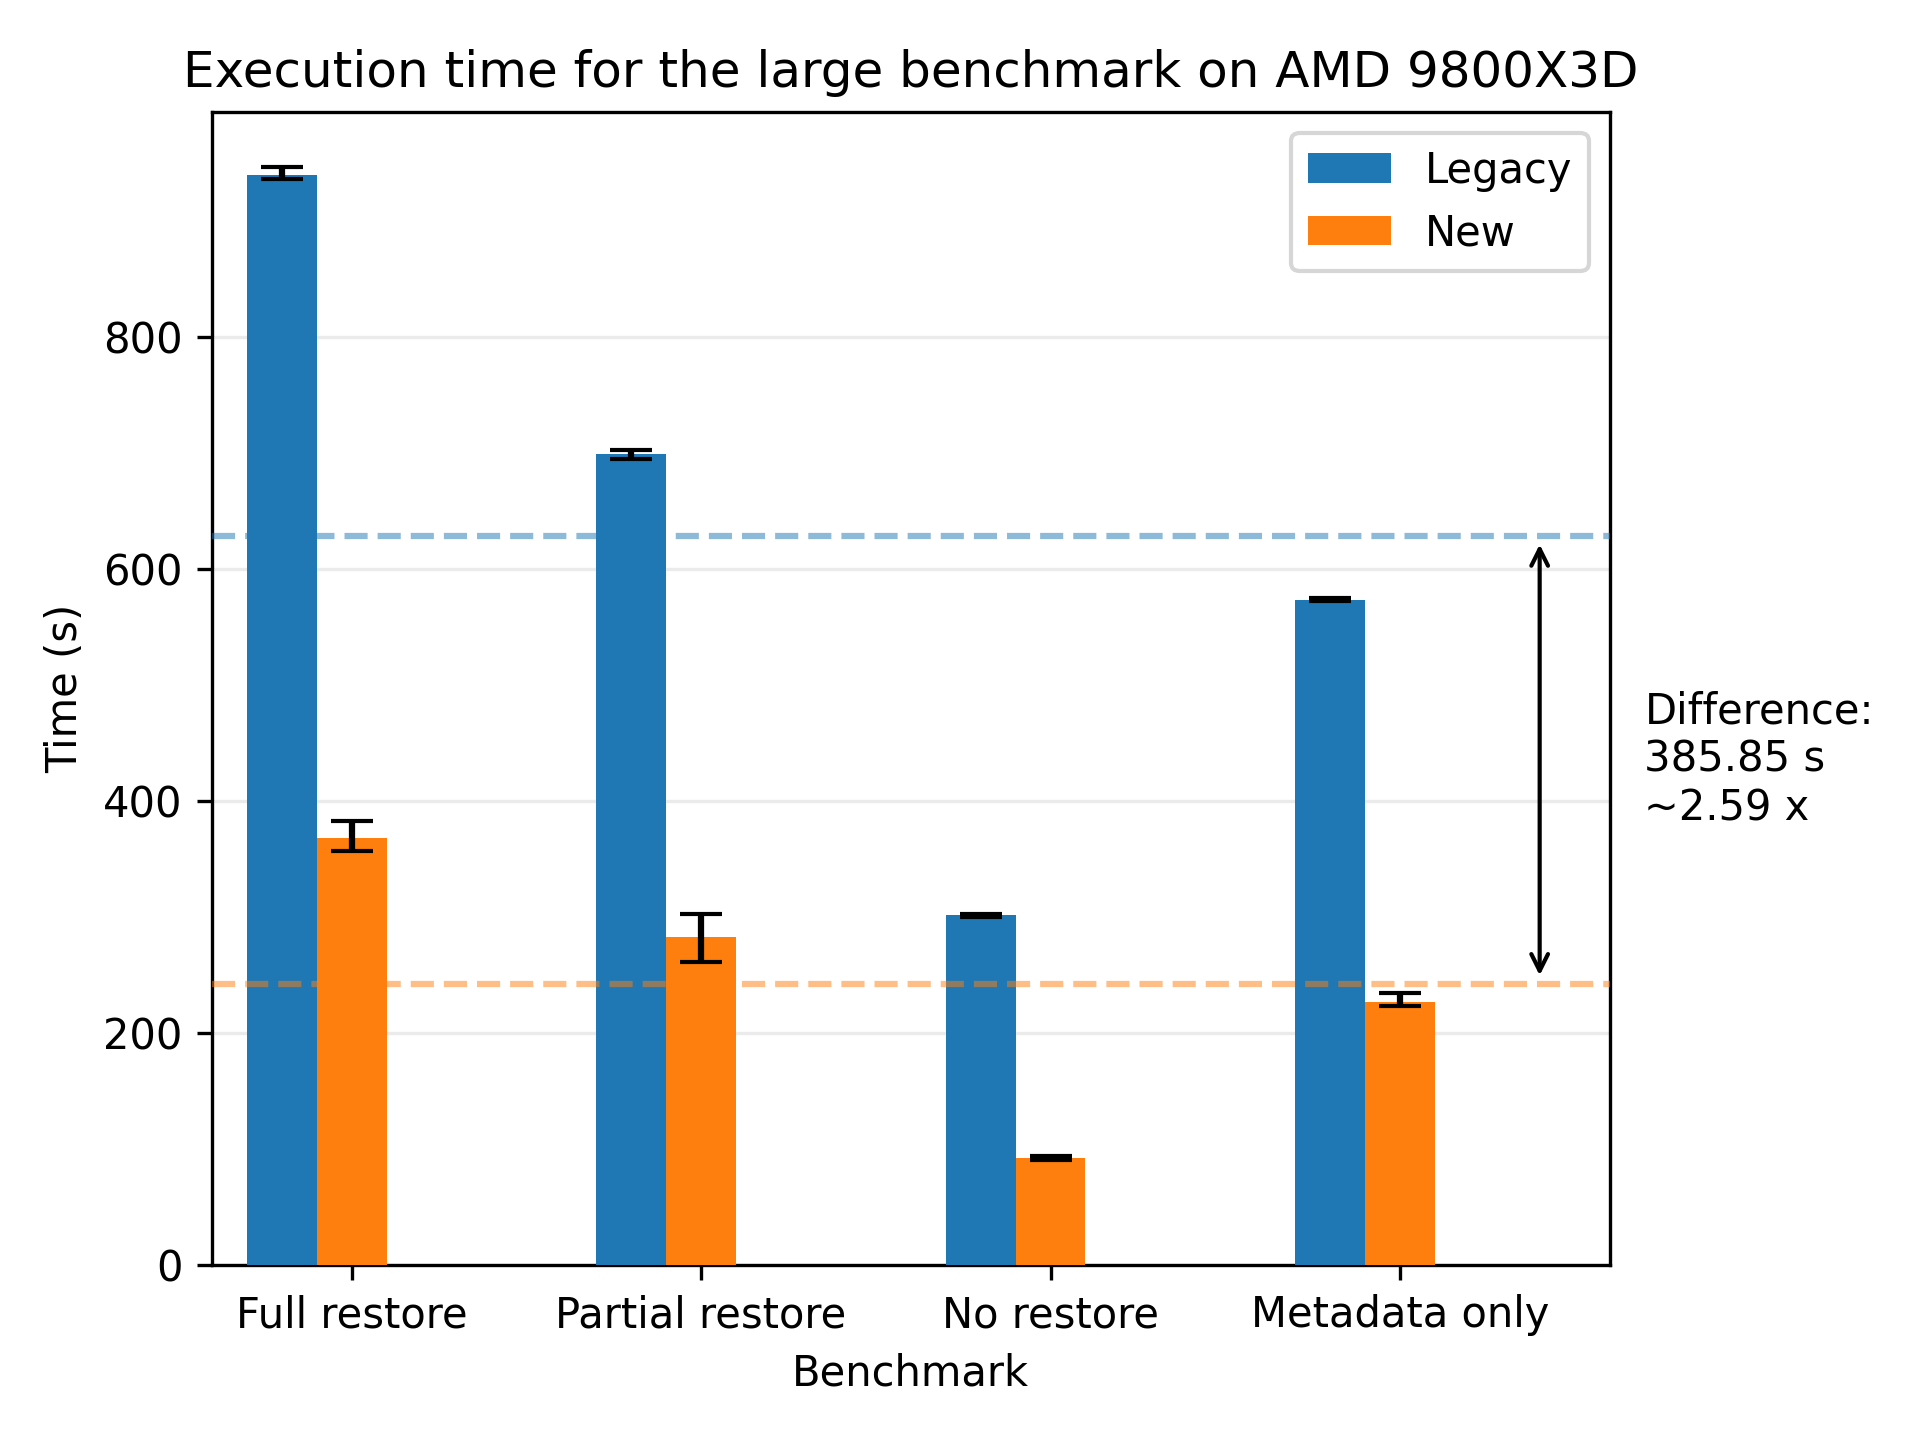 Execution time for the large benchmark on AMD 9800X3D
Legacy
New
800
600
400
200
0
Time (s)
Difference:
385.85 s
~2.59 x
Full restore
Partial restore
No restore
Metadata only
Benchmark